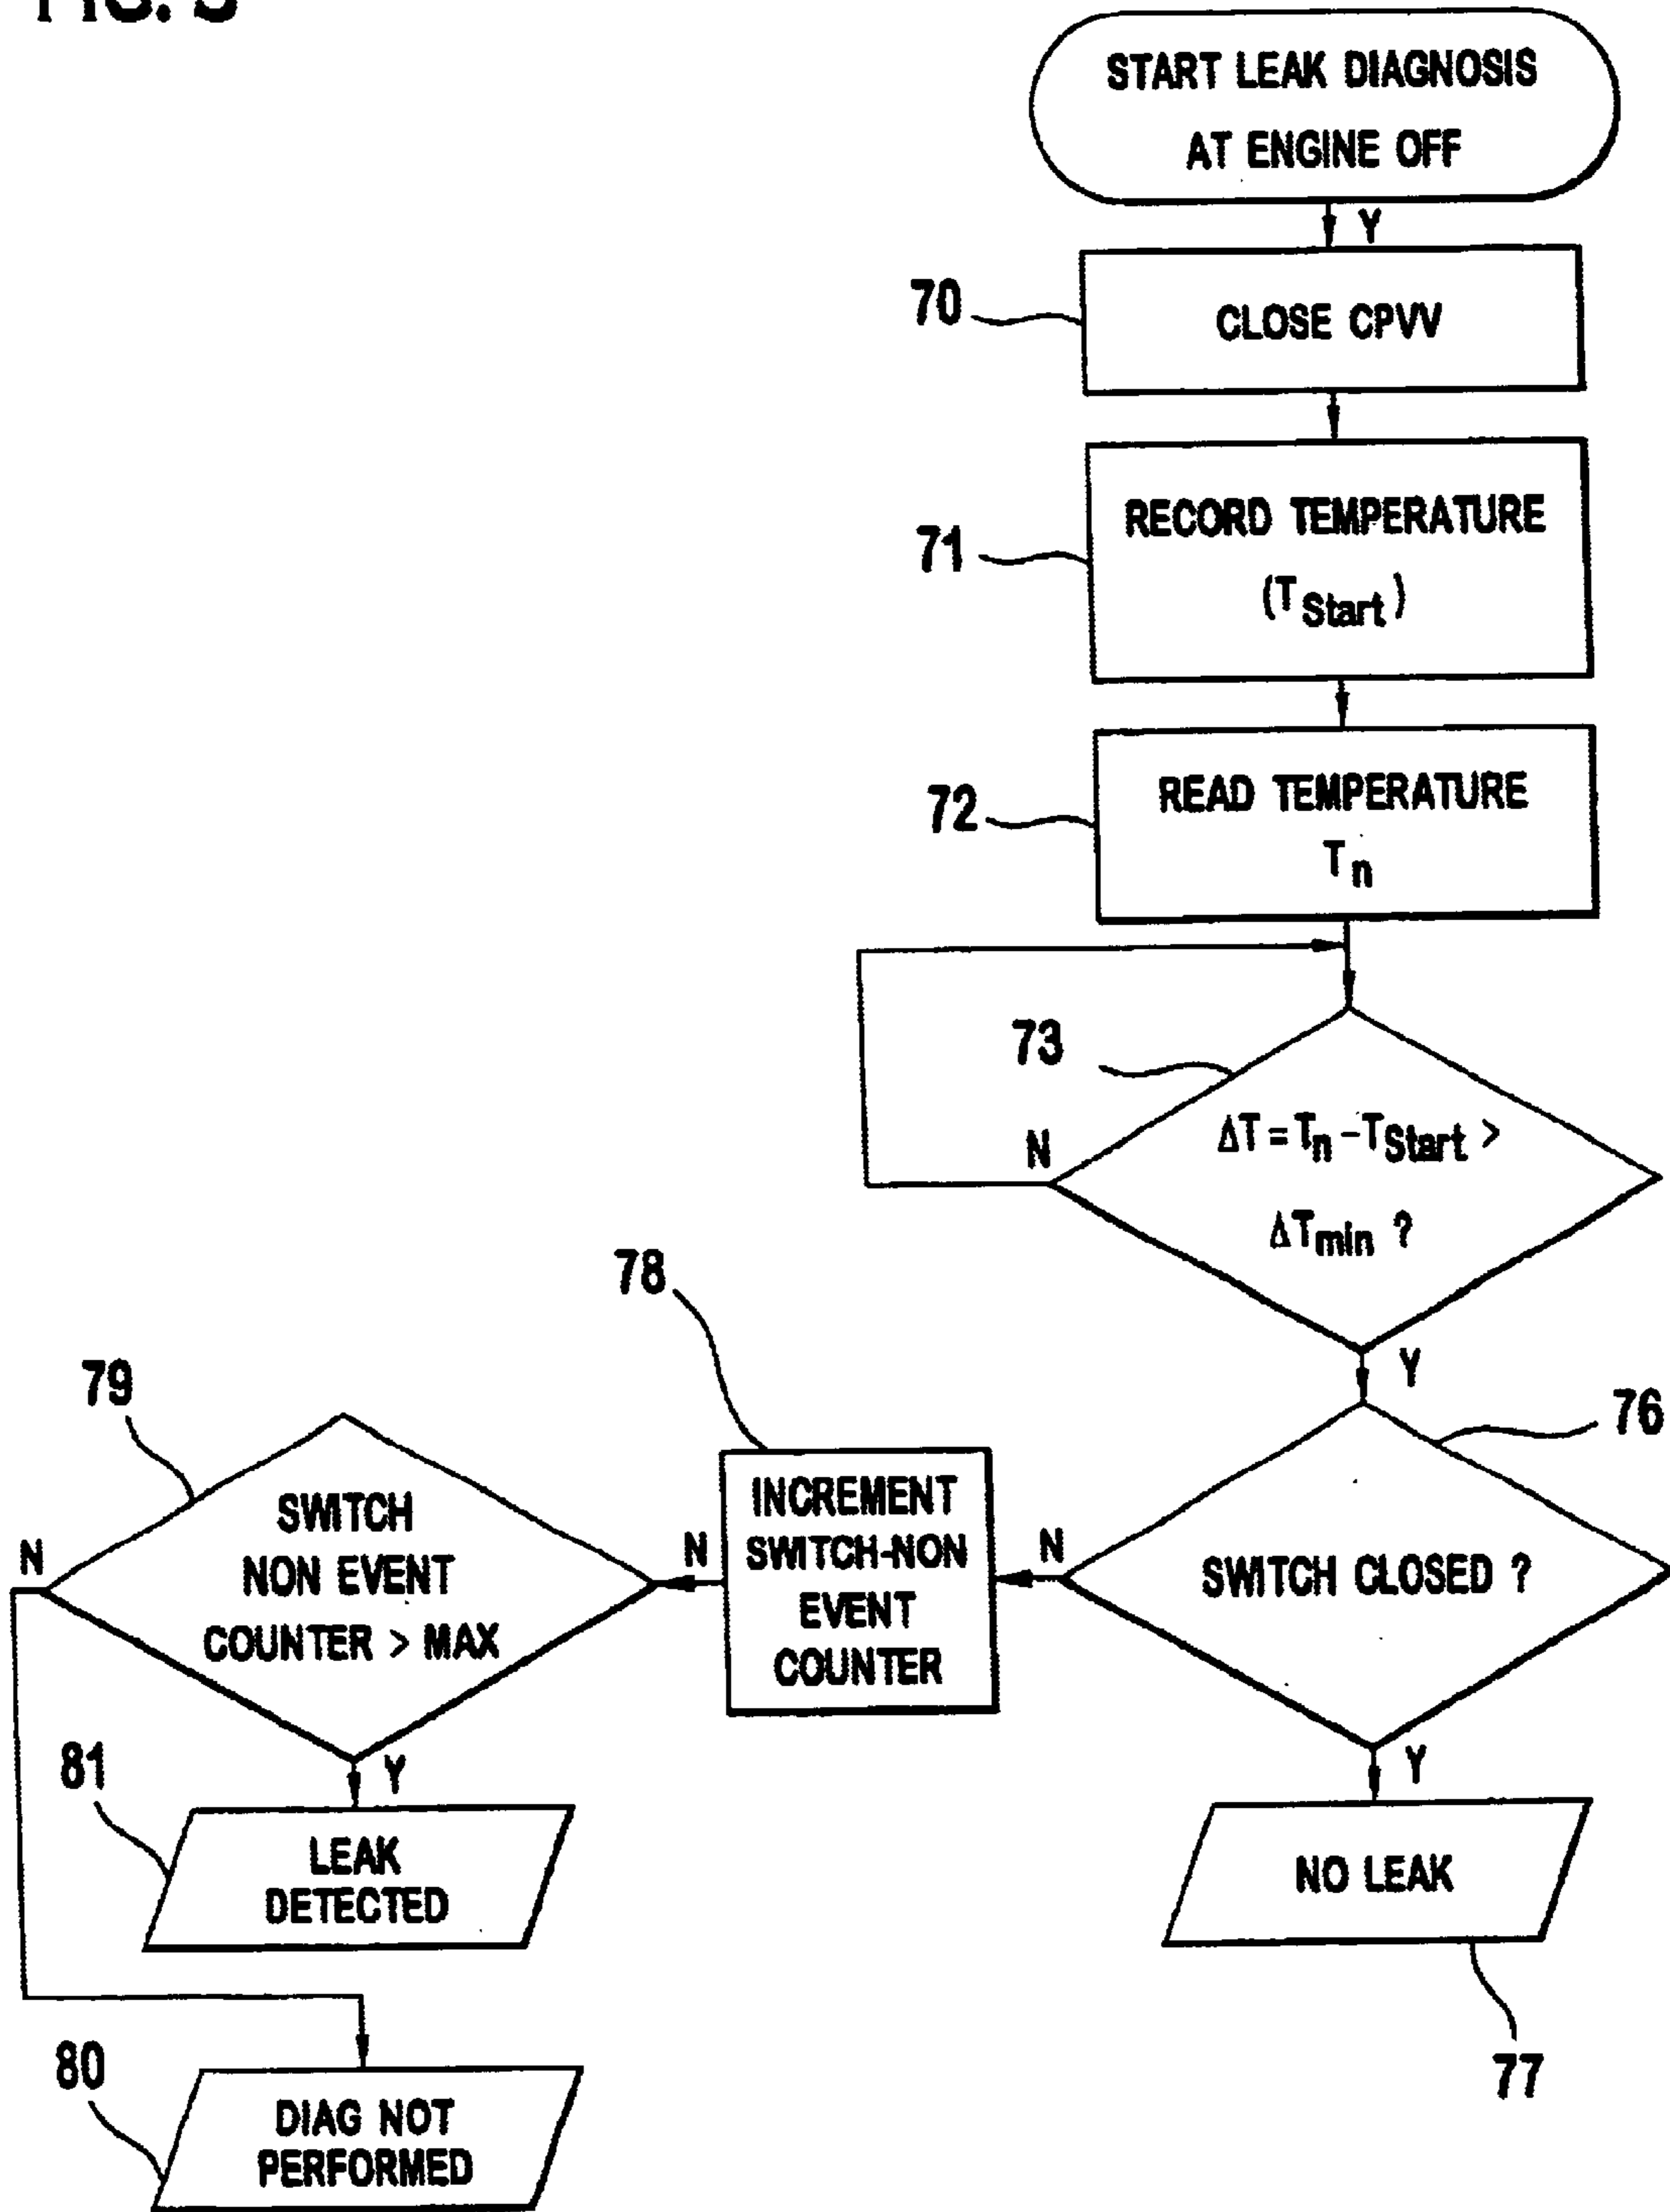 START LEAK DIAGNOSIS
AT ENGINE OFF
Y
70
CLOSE CPVV
71
RECORD TEMPERATURE
(TStart)
72
READ TEMPERATURE
Tn
73
ΔT = Tn - TStart >
ΔTmin ?
N
Y
76
SWITCH CLOSED ?
N
Y
NO LEAK
77
78
INCREMENT
SWITCH-NON
EVENT
COUNTER
N
79
SWITCH
NON EVENT
COUNTER > MAX
N
Y
81
LEAK
DETECTED
80
DIAG NOT
PERFORMED